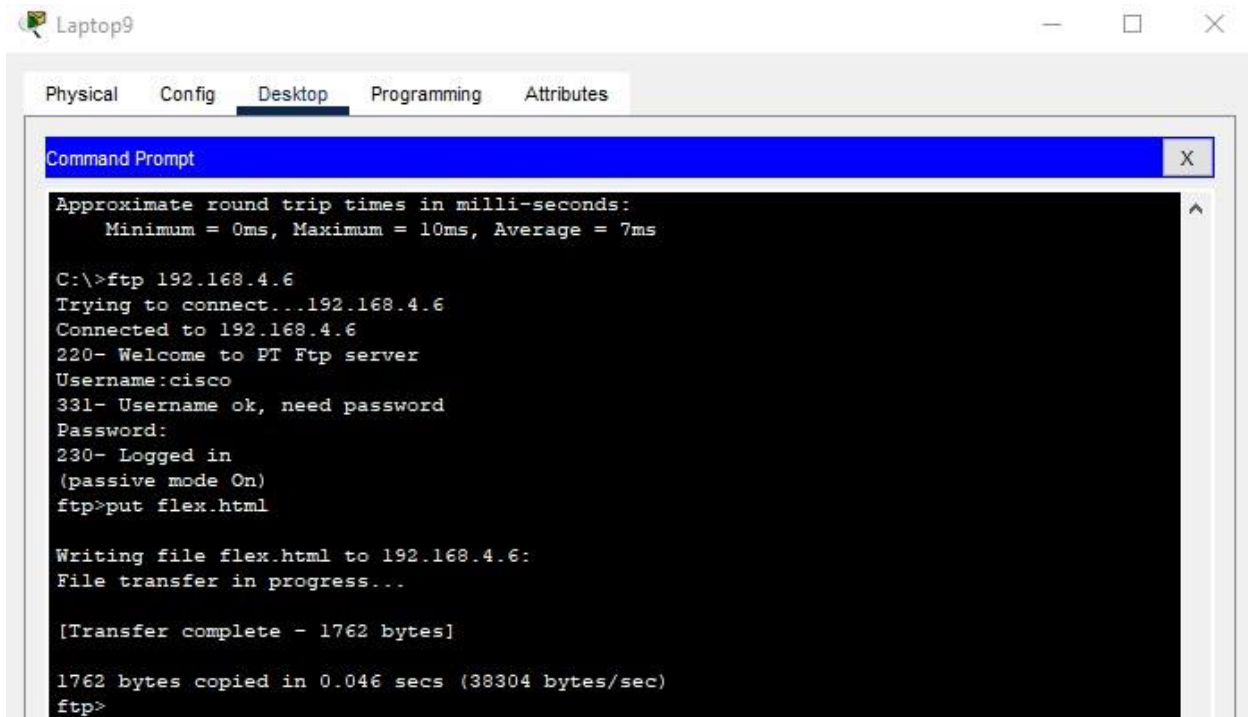 Laptop9
Physical Config Desktop Programming Attributes
Command Prompt X
Approximate round trip times in milli-seconds:
    Minimum = 0ms, Maximum = 10ms, Average = 7ms
C:\>ftp 192.168.4.6
Trying to connect...192.168.4.6
Connected to 192.168.4.6
220- Welcome to PT Ftp server
Username:cisco
331- Username ok, need password
Password:
230- Logged in
(passive mode On)
ftp>put flex.html
Writing file flex.html to 192.168.4.6:
File transfer in progress...
[Transfer complete - 1762 bytes]
1762 bytes copied in 0.046 secs (38304 bytes/sec)
ftp>